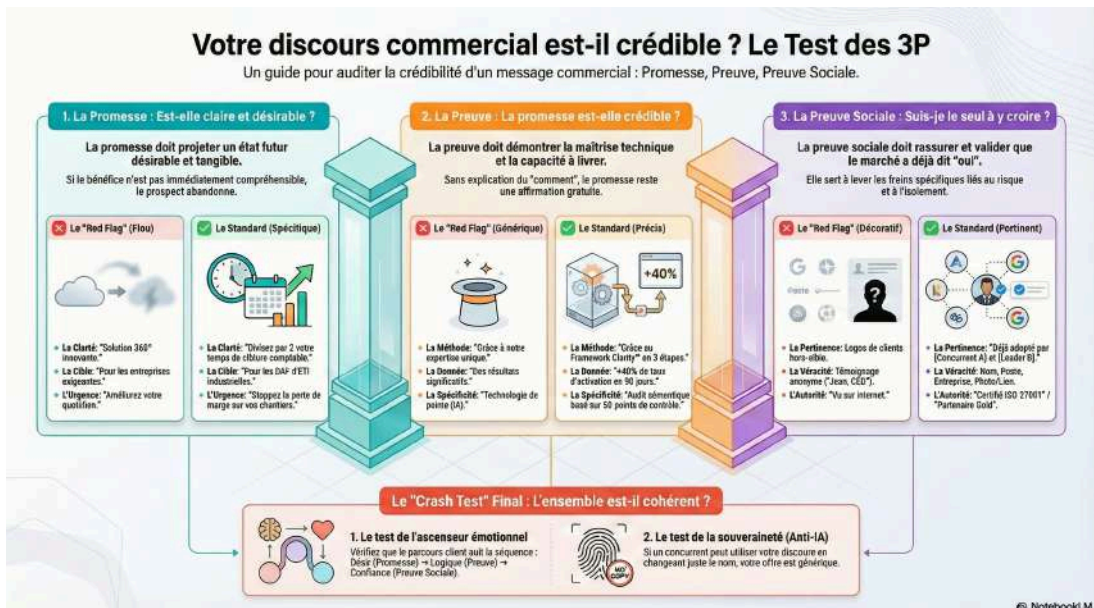 Votre discours commercial est-il crédible ? Le Test des 3P
Un guide pour auditer la crédibilité d'un message commercial : Promesse, Preuve, Preuve Sociale.
1. La Promesse : Est-elle claire et désirable ?
La promesse doit projeter un état futur
désirable et tangible.
Si le bénéfice n'est pas immédiatement compréhensible,
le prospect abandonne.
Le "Red Flag" (Flou)
La Clarté: "Solution 360°
innovante."
La Cible: "Pour les entreprises
exigeantes."
L'Urgence: "Améliorez votre
quotidien."
Le Standard (Spécitique)
La Clarté: "Divisez par 2 votre
temps de clblure comptable."
La Cible: "Pour les DAF d'ETI
industrielles."
L'Urgence: "Stoppez la perte de
marge sur vos chantiers."
2. La Preuve : La promesse est-elle crédible ?
La preuve doit démontrer la maîtrise technique
et la capacité à livrer.
Sans explication du "comment", le promesse reste
une affirmation gratuite.
Le "Red Flag" (Générique)
La Méthode: "Grâce à notre
expertise unique."
La Donnée: "Des résultats
significatifs."
La Spécificité: "Technologie de
pointe (IA)."
Le Standard (Précis)
+40%
La Méthode: "Grâce au
Framework Clarity™ en 3 étapes."
La Donnée: "+40% de taux
d'activation en 90 jours."
La Spécificité: "Audit sémentique
basé sur 50 points de contrôle."
3. La Preuve Sociale : Suis-je le seul à y croire ?
La preuve sociale doit rassurer et valider que
le marché a déjà dit "oui".
Elle sert à lever les freins spécifiques liés au risque
et à l'isolement.
Le "Red Flag" (Décoratif)
G
?
La Pertinence: Logos de clients
hors-elbie.
La Véracité: Témoignage
anonyme ("Jean, CEO").
L'Autorité: "Vu sur internet."
Le Standard (Pertinent)
A
G
K
G
La Pertinence: "Déjà adopté par
[Concurrent A] et [Leader B]."
La Véracité: Nom, Poste,
Entreprise, Photo/Lien.
L'Autorité: "Certifié ISO 27001" /
"Partenaire Gold".
Le "Crash Test" Final : L'ensemble est-il cohérent ?
1. Le test de l'ascenseur émotionnel
Vérifiez que le parcours client auit la séquence :
Désir (Promesse) → Logique (Preuve) →
Confiance (Preuve Sociale).
NO
COPY
2. Le test de la souveraineté (Anti-IA)
Si un concurrent peut utiliser votre discoure en
changeant juste le nom, votre offre est générique.
NotebookLM